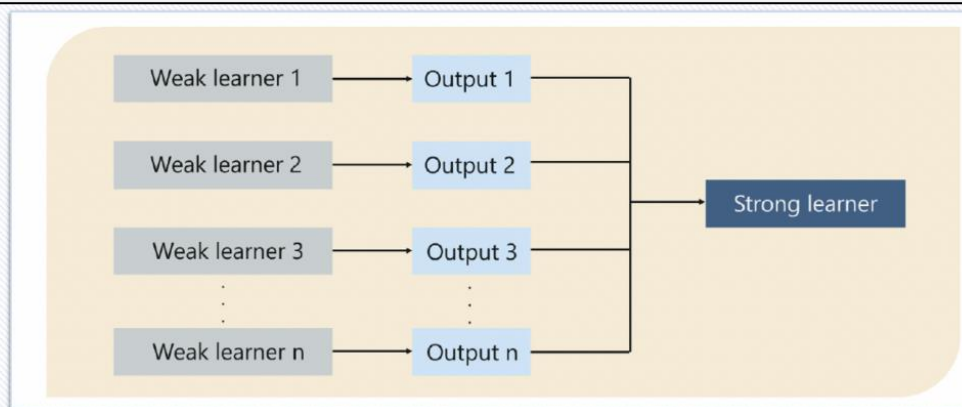 Weak learner 1
Output 1
Weak learner 2
Output 2
Strong learner
Weak learner 3
Output 3
Weak learner n
Output n